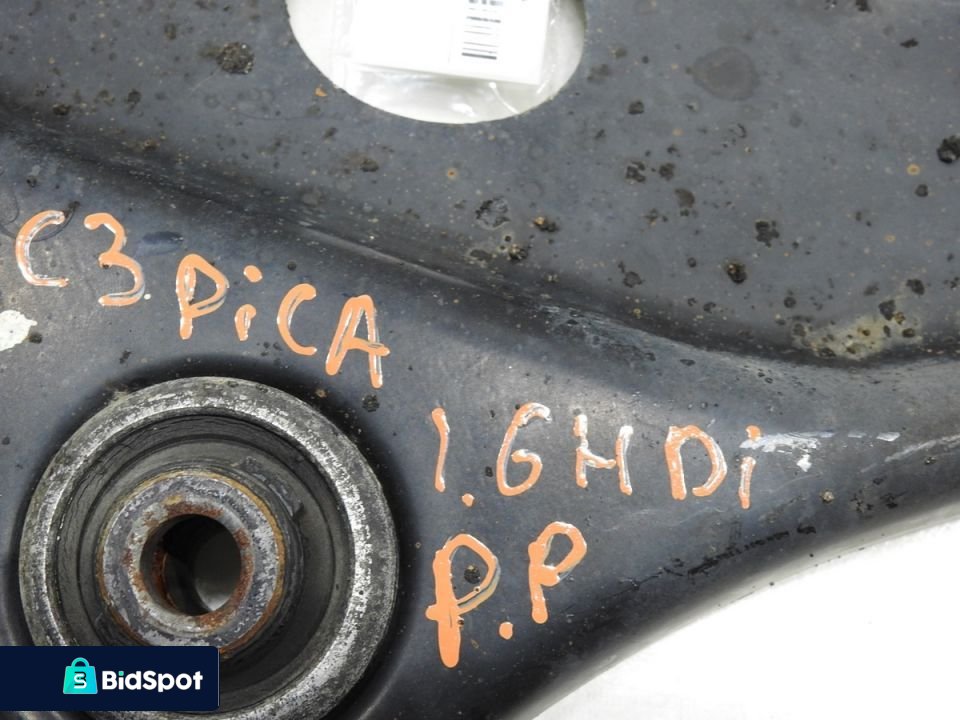 C3 PiCA
1.6HDi
P.P
BidSpot